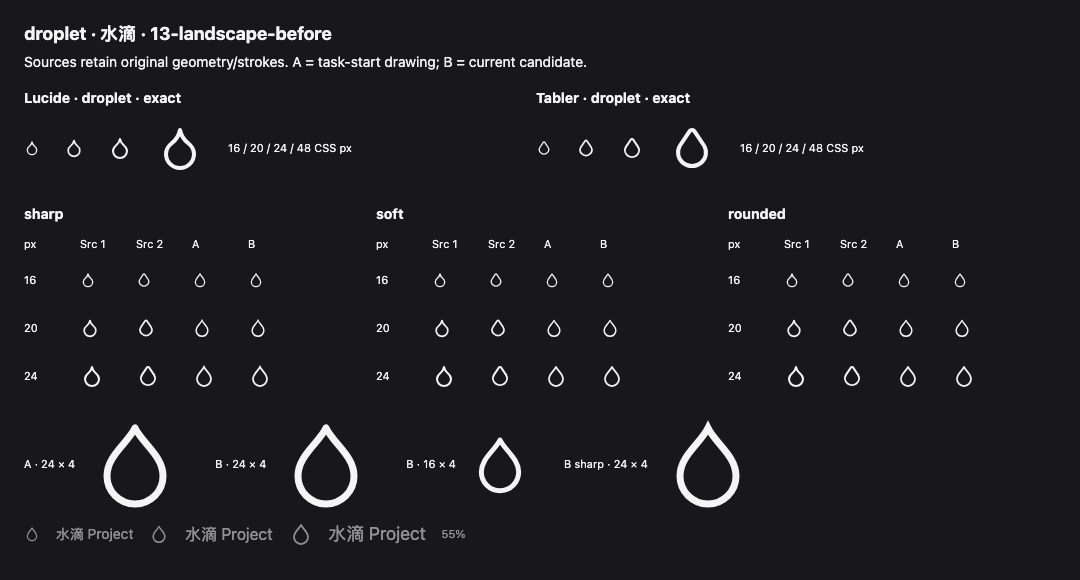 droplet · 水滴 · 13-landscape-before
Sources retain original geometry/strokes. A = task-start drawing; B = current candidate.
Lucide · droplet · exact
16 / 20 / 24 / 48 CSS px
Tabler · droplet · exact
16 / 20 / 24 / 48 CSS px
sharp
px Src 1 Src 2 A B
16
20
24
soft
px Src 1 Src 2 A B
16
20
24
rounded
px Src 1 Src 2 A B
16
20
24
A · 24 × 4
B · 24 × 4
B · 16 × 4
B sharp · 24 × 4
水滴 Project 水滴 Project 水滴 Project 55%